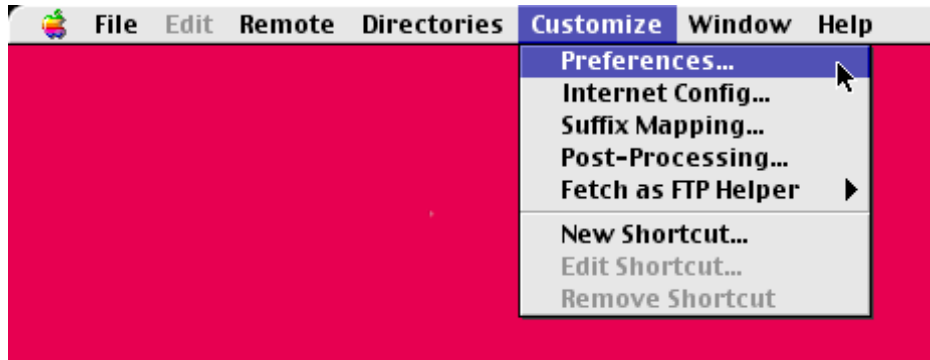 File Edit Remote Directories Customize Window Help
Preferences...
Internet Config...
Suffix Mapping...
Post-Processing...
Fetch as FTP Helper
New Shortcut...
Edit Shortcut...
Remove Shortcut